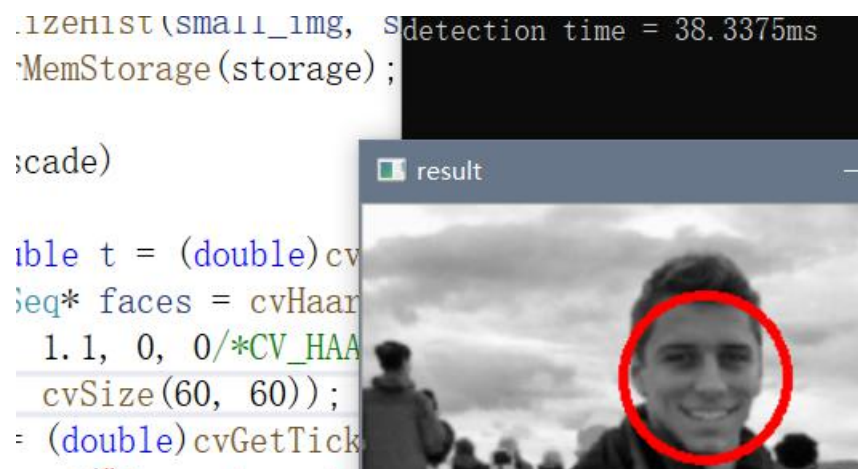 izeHist(small_img, s
rMemStorage(storage);
scade)
uble t = (double)cv
Seq* faces = cvHaar
1.1, 0, 0/*CV_HAA
cvSize(60, 60));
= (double)cvGetTick
detection time = 38.3375ms
result